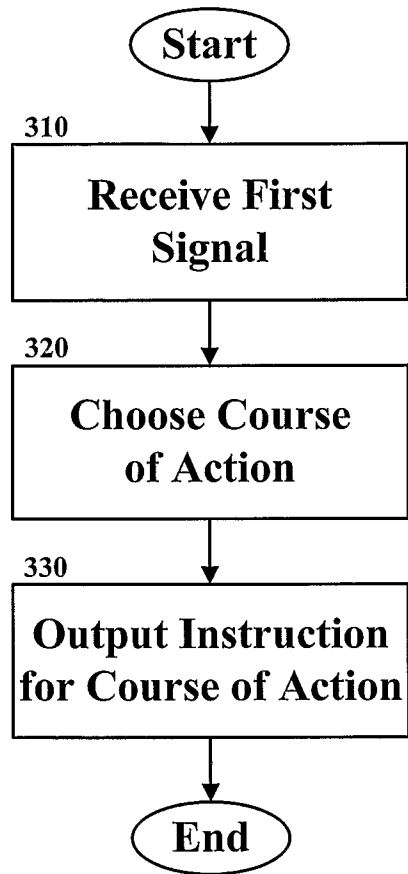 Start
310
Receive First
Signal
320
Choose Course
of Action
330
Output Instruction
for Course of Action
End